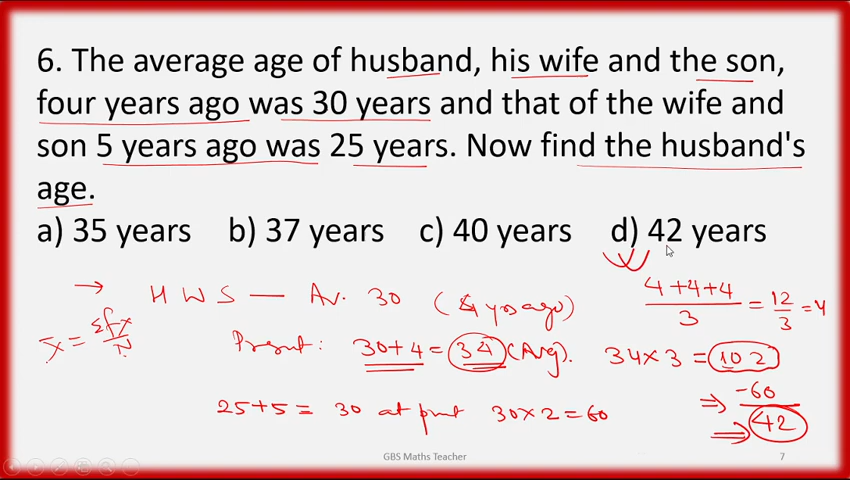 6. The average age of husband, his wife and the son,
four years ago was 30 years and that of the wife and
son 5 years ago was 25 years. Now find the husband's
age.
a) 35 years b) 37 years c) 40 years d) 42 years
→ H W S — Av. 30 (4 yrs ago)
4+4+4/3 = 12/3 = 4
x̄ = Σfx/N
Present: 30+4 = 34 (Avg). 34×3 = 102
-60
25+5 = 30 at 30×2 = 60
⇒ 42
GBS Maths Teacher 7